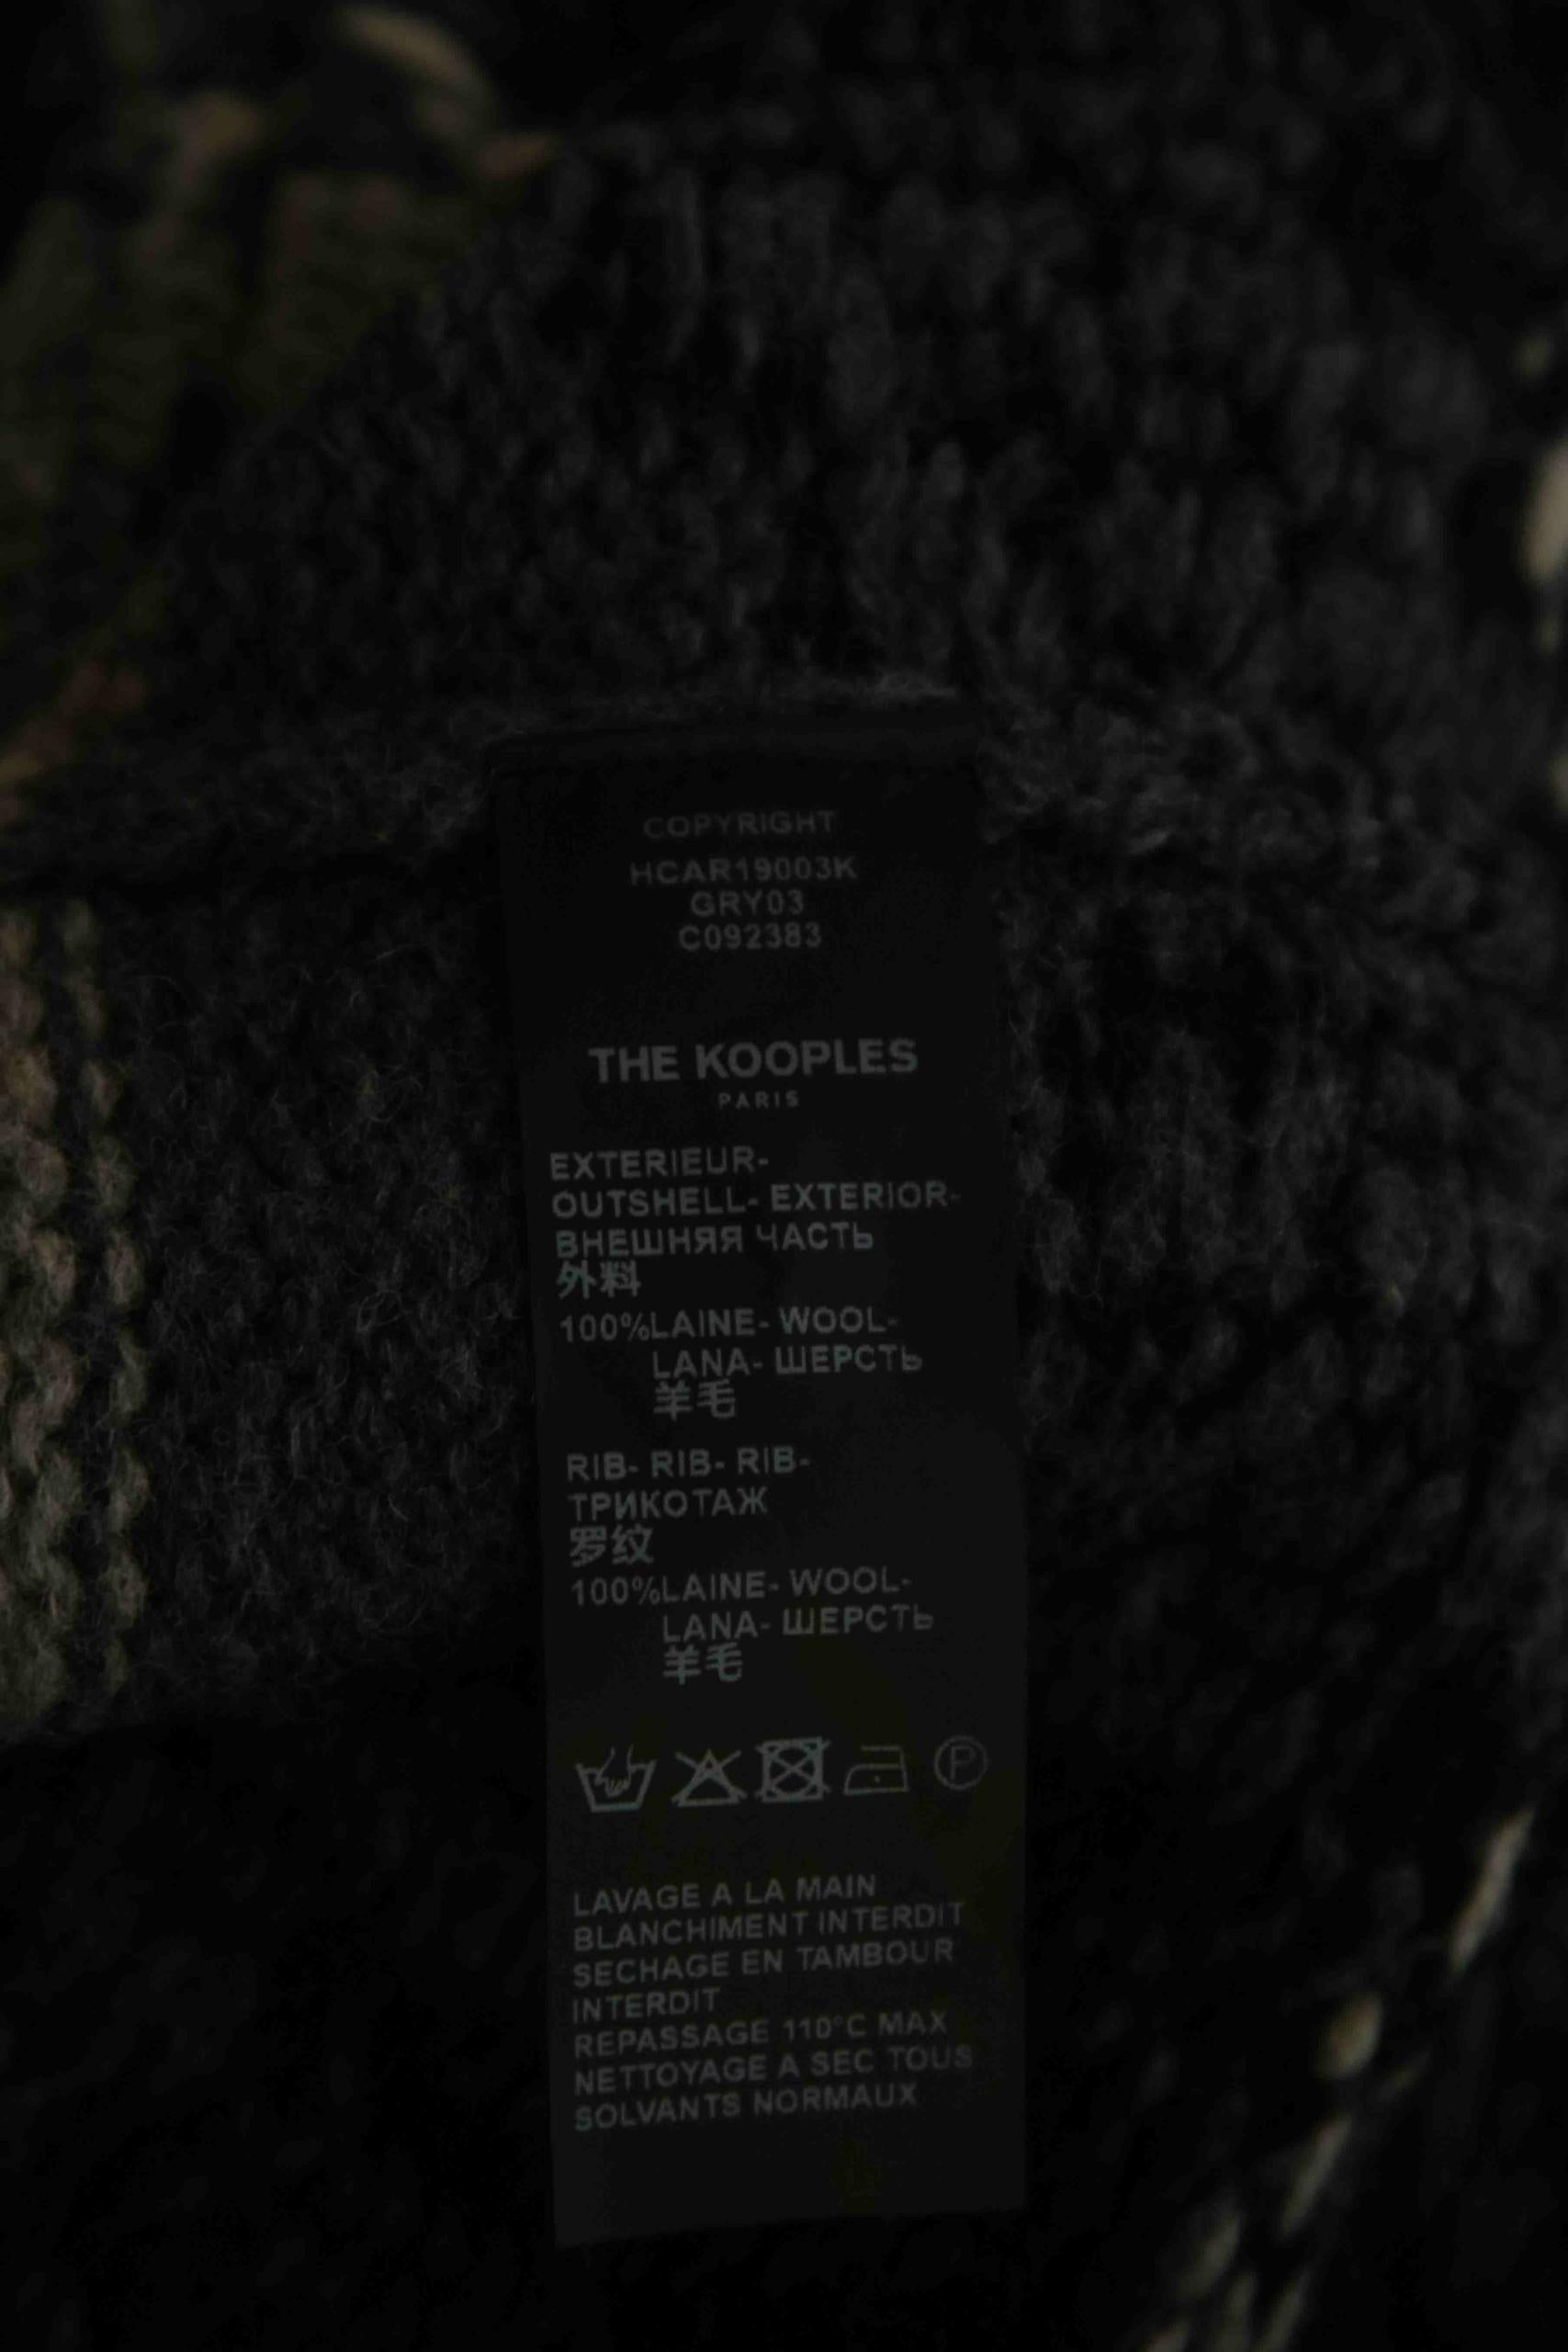 COPYRIGHT
HCAR19003K
GRY03
C092383
THE KOOPLES
PARIS
EXTERIEUR-
OUTSHELL- EXTERIOR-
ВНЕШНЯЯ ЧАСТЬ
外料
100%LAINE- WOOL-
LANA- ШЕРСТЬ
羊毛
RIB- RIB- RIB-
ТРИКОТАЖ
罗纹
100%LAINE- WOOL-
LANA- ШЕРСТЬ
羊毛
P
LAVAGE A LA MAIN
BLANCHIMENT INTERDIT
SECHAGE EN TAMBOUR
INTERDIT
REPASSAGE 110°C MAX
NETTOYAGE A SEC TOUS
SOLVANTS NORMAUX